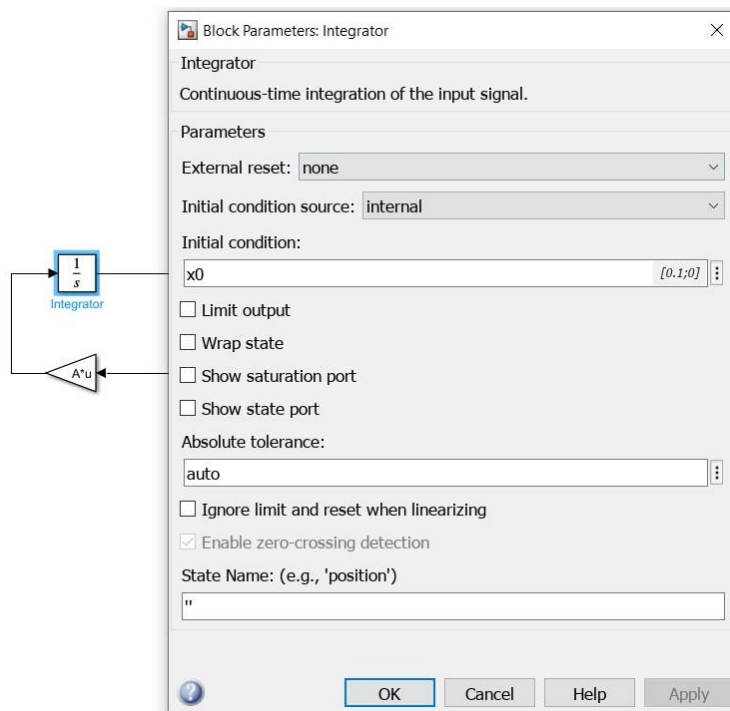 Block Parameters: Integrator
Integrator
Continuous-time integration of the input signal.
Parameters
External reset: none
Initial condition source: internal
Initial condition:
x0 [0.1;0]
Limit output
Wrap state
Show saturation port
Show state port
Absolute tolerance:
auto
Ignore limit and reset when linearizing
Enable zero-crossing detection
State Name: (e.g., 'position')
''
OK Cancel Help Apply
1
s
Integrator
A*u